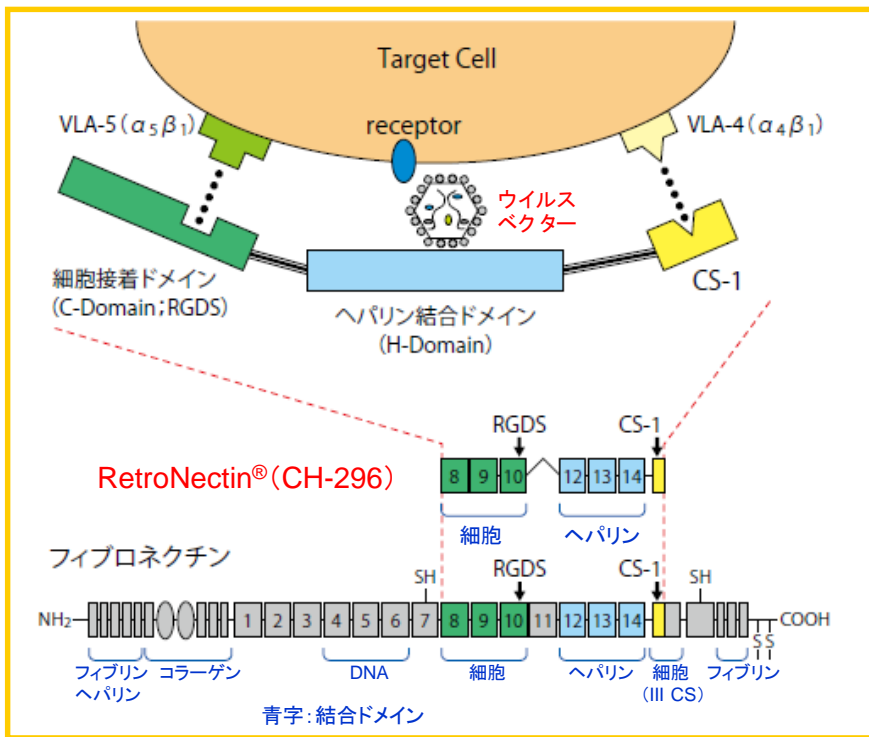 Target Cell
VLA-5(α5β1)
receptor
VLA-4(α4β1)
ウイルス
ベクター
細胞接着ドメイン
(C-Domain;RGDS)
ヘパリン結合ドメイン
(H-Domain)
CS-1
RGDS
CS-1
RetroNectin®(CH-296)
8 9 10 12 13 14
細胞
ヘパリン
フィブロネクチン
SH
RGDS
CS-1
SH
NH2
1 2 3 4 5 6 7 8 9 10 11 12 13 14
COOH
S S
フィブリン
ヘパリン
コラーゲン
DNA
細胞
ヘパリン
細胞
(III CS)
フィブリン
青字:結合ドメイン